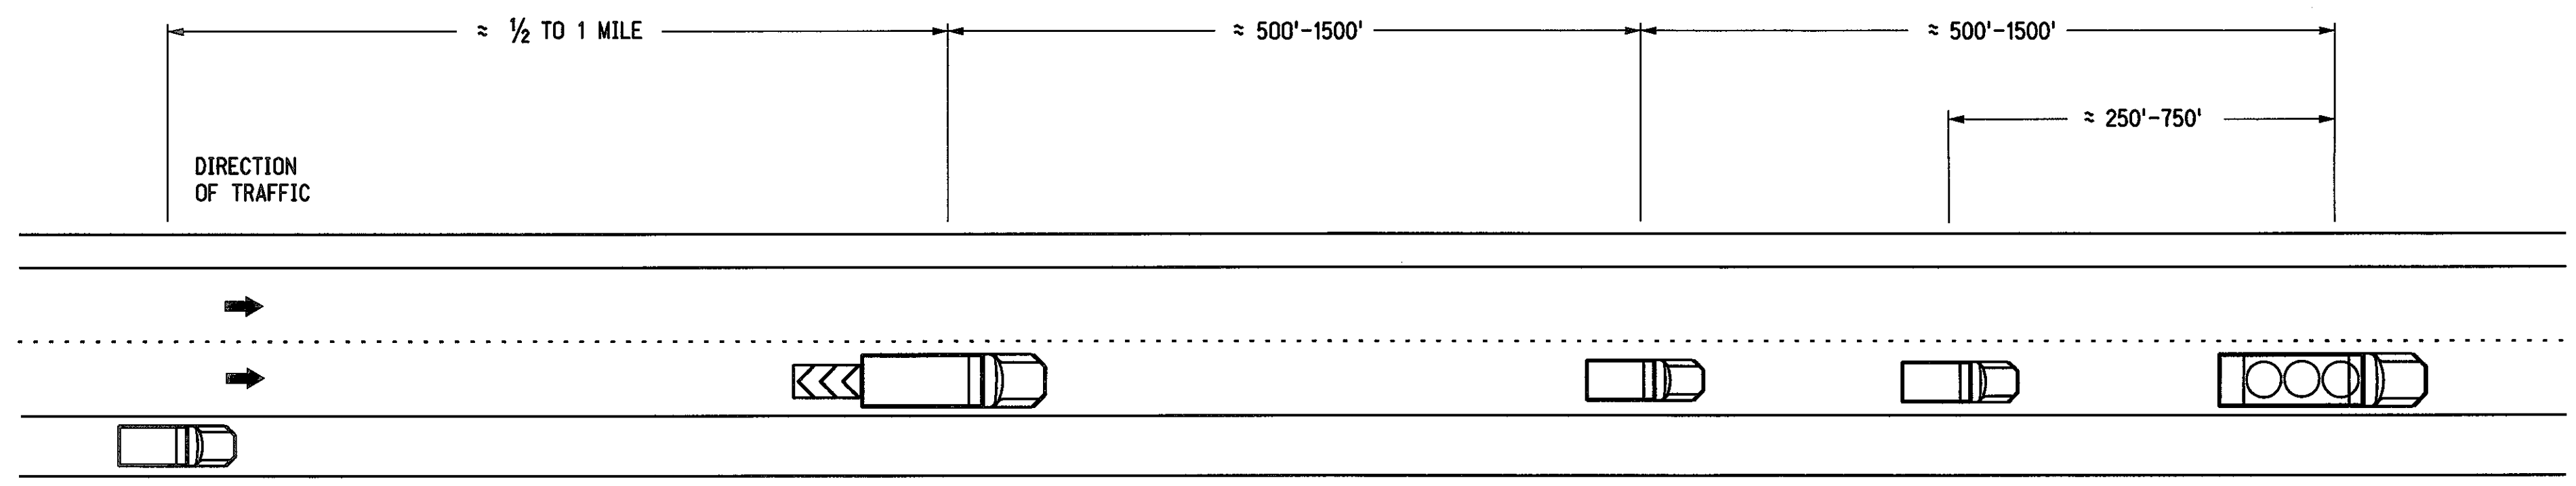 ≈ ½ TO 1 MILE
≈ 500'-1500'
≈ 500'-1500'
≈ 250'-750'
DIRECTION
OF TRAFFIC